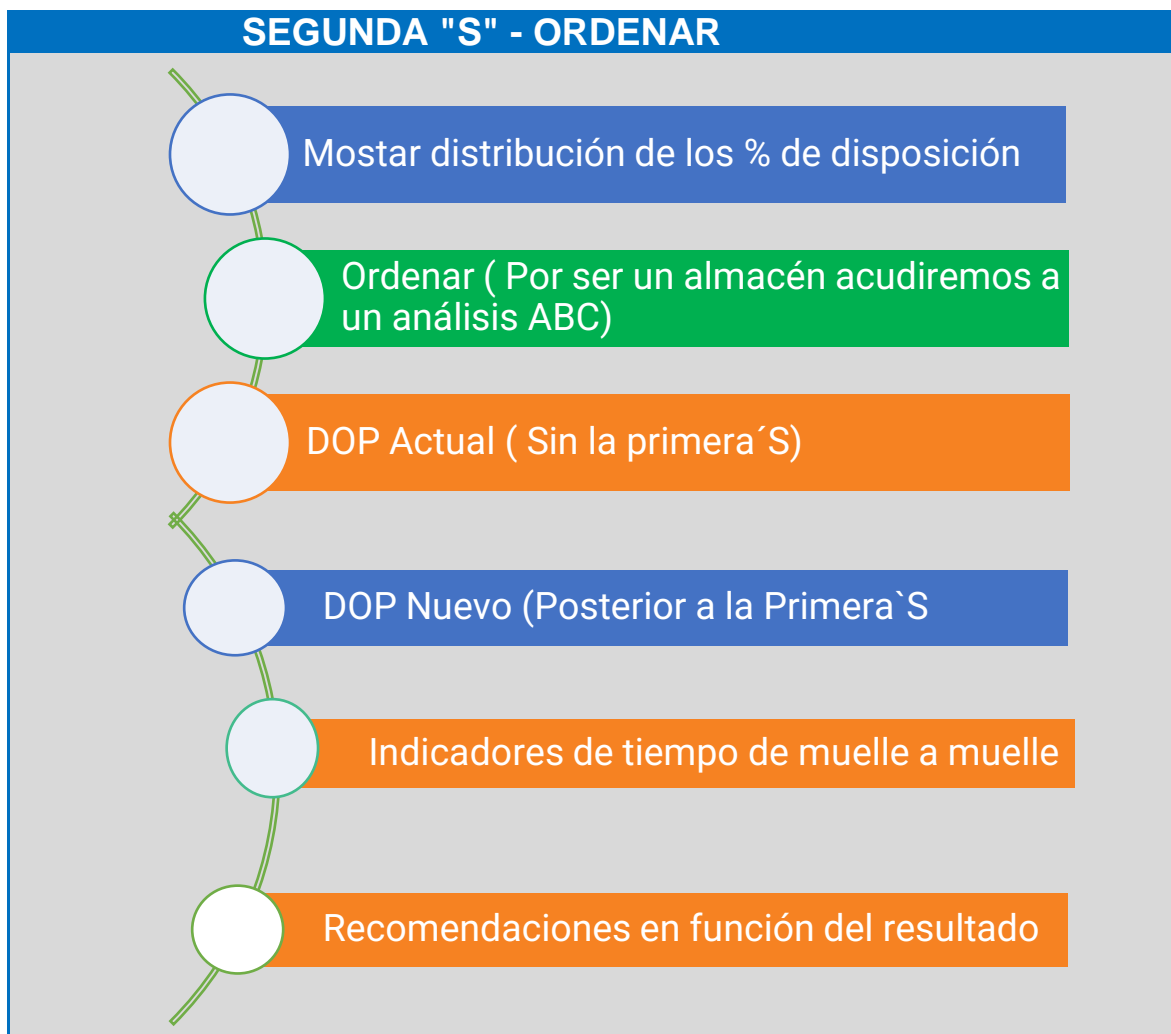 SEGUNDA "S" - ORDENAR
Mostar distribución de los % de disposición
Ordenar ( Por ser un almacén acudiremos a
un análisis ABC)
DOP Actual ( Sin la primera´S)
DOP Nuevo (Posterior a la Primera`S
Indicadores de tiempo de muelle a muelle
Recomendaciones en función del resultado